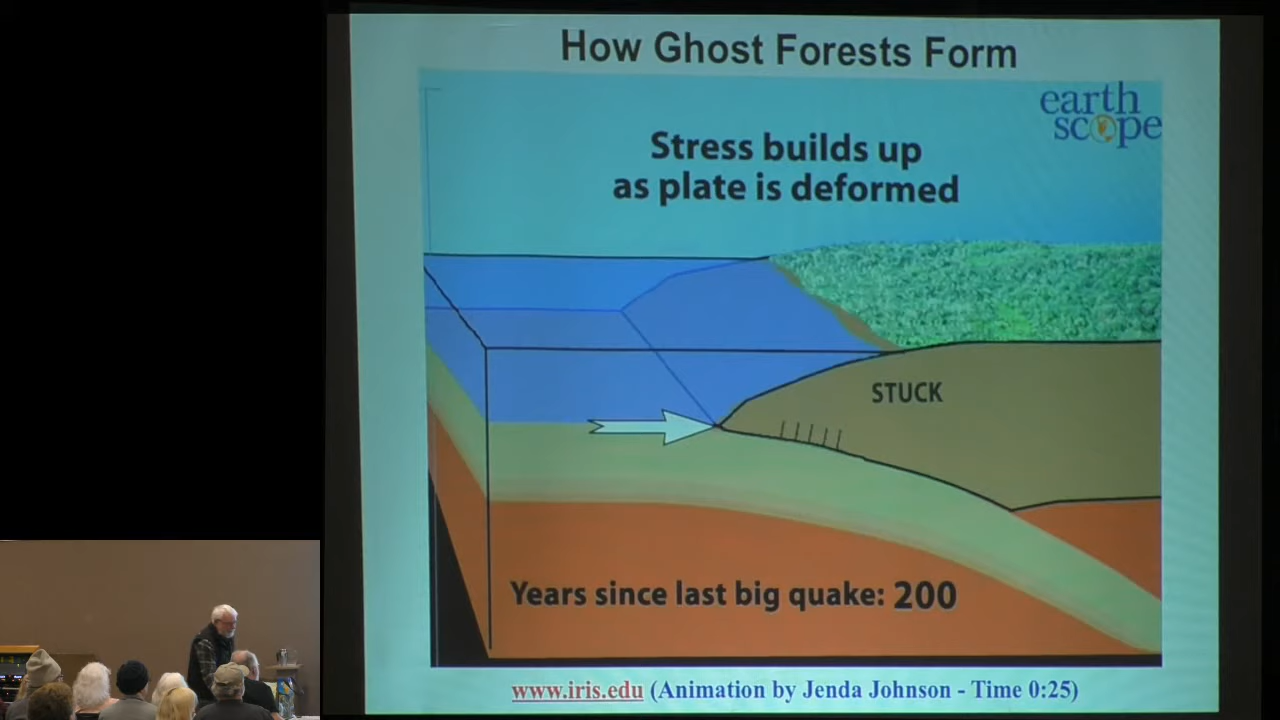 How Ghost Forests Form
earth
scope
Stress builds up
as plate is deformed
STUCK
Years since last big quake: 200
www.iris.edu (Animation by Jenda Johnson - Time 0:25)